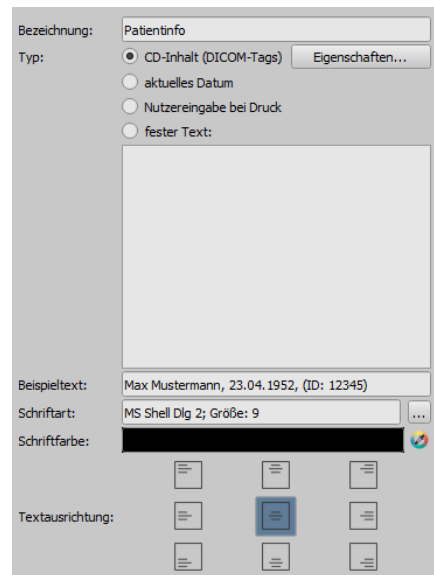 Bezeichnung: Patientinfo
Typ: CD-Inhalt (DICOM-Tags) Eigenschaften...
aktuelles Datum
Nutzereingabe bei Druck
fester Text:
Beispieltext: Max Mustermann, 23.04.1952, (ID: 12345)
Schriftart: MS Shell Dlg 2; Größe: 9 ...
Schriftfarbe:
Textausrichtung: